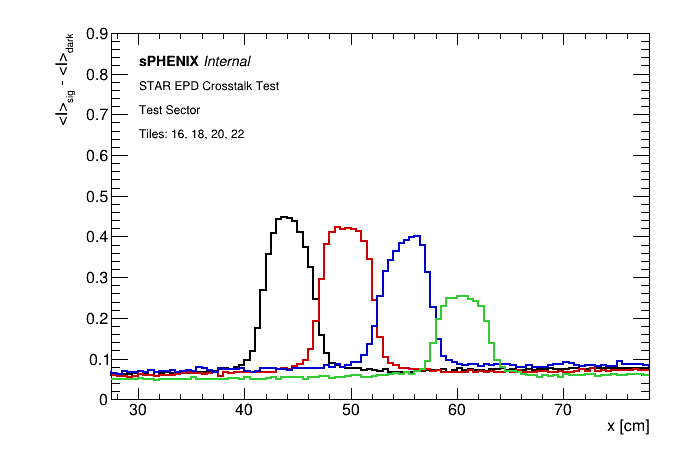 <I>sig - <I>dark
0.9
0.8
0.7
0.6
0.5
0.4
0.3
0.2
0.1
0
sPHENIX Internal
STAR EPD Crosstalk Test
Test Sector
Tiles: 16, 18, 20, 22
30 40 50 60 70
x [cm]